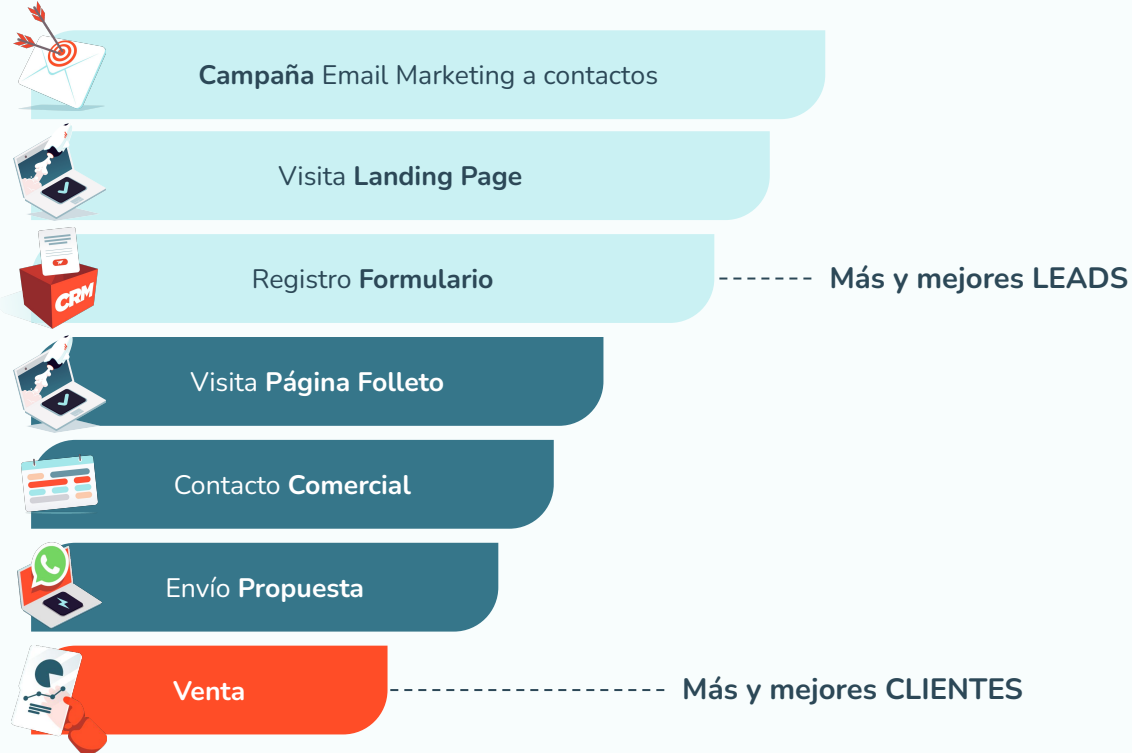 Campaña Email Marketing a contactos
Visita Landing Page
CRM
Registro Formulario
Más y mejores LEADS
Visita Página Folleto
Contacto Comercial
Envío Propuesta
Venta
Más y mejores CLIENTES